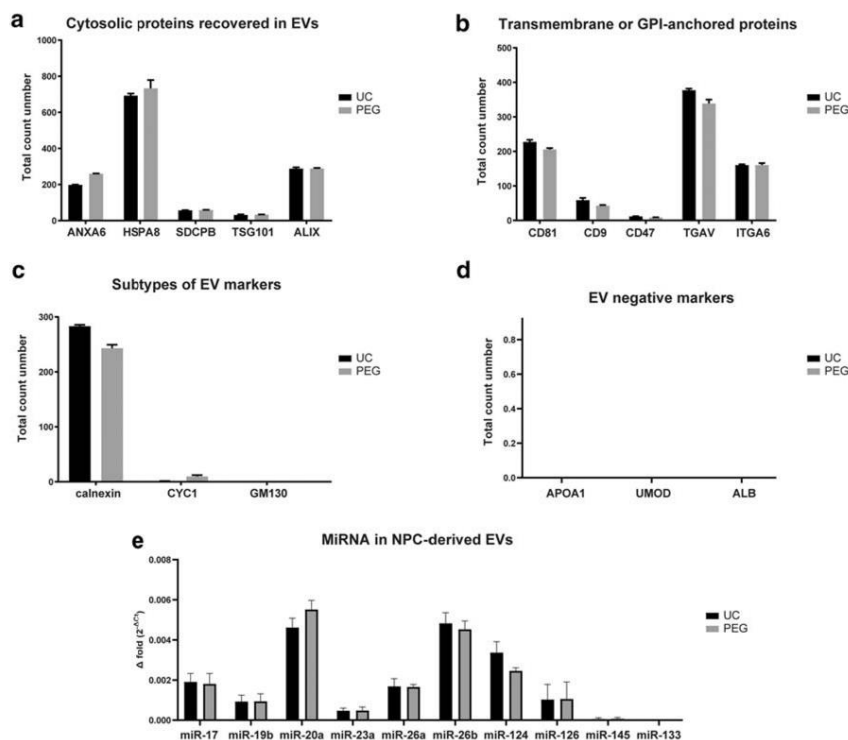 a
Cytosolic proteins recovered in EVs
1000
800
600
400
200
0
Total count unmber
ANXA6 HSPA8 SDCPB TSG101 ALIX
UC
PEG
b
Transmembrane or GPI-anchored proteins
500
400
300
200
100
0
Total count unmber
CD81 CD9 CD47 TGAV ITGA6
UC
PEG
c
Subtypes of EV markers
300
200
100
0
Total count unmber
calnexin CYC1 GM130
UC
PEG
d
EV negative markers
0.8
0.6
0.4
0.2
0.0
Total count unmber
APOA1 UMOD ALB
UC
PEG
e
MiRNA in NPC-derived EVs
0.008
0.006
0.004
0.002
0.000
Δ fold (2^-ΔCt)
miR-17 miR-19b miR-20a miR-23a miR-26a miR-26b miR-124 miR-126 miR-145 miR-133
UC
PEG